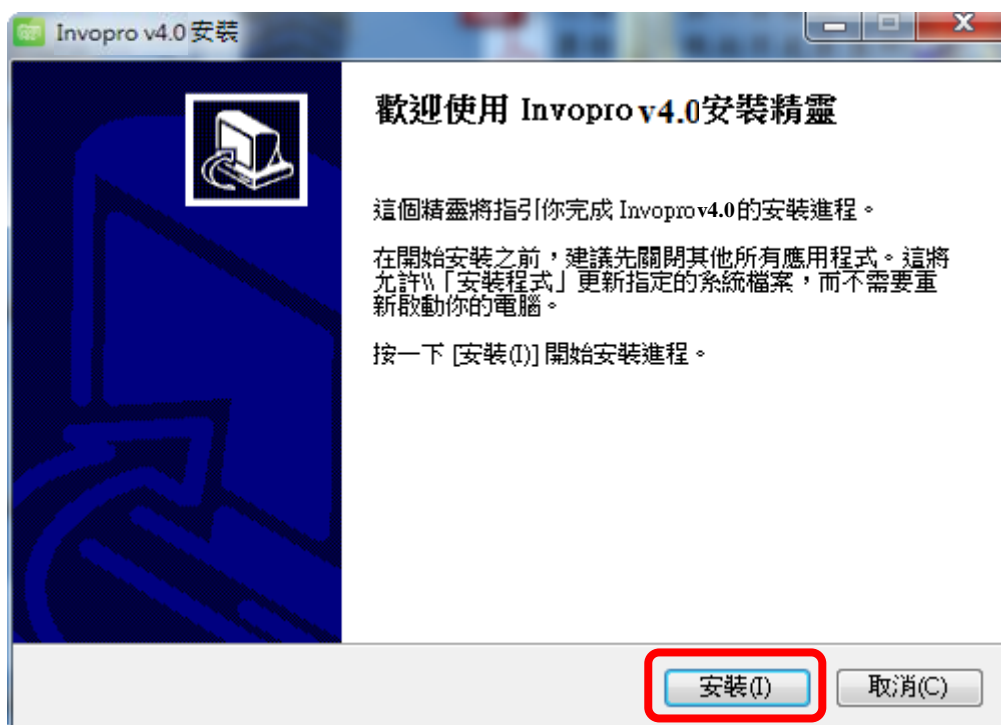 Invopro v4.0 安裝
歡迎使用 Invopro v4.0安裝精靈
這個精靈將指引你完成 Invoprov4.0的安裝進程。
在開始安裝之前，建議先關閉其他所有應用程式。這將
允許\\「安裝程式」更新指定的系統檔案，而不需要重
新啟動你的電腦。
按一下 [安裝(I)] 開始安裝進程。
安裝(I)
取消(C)